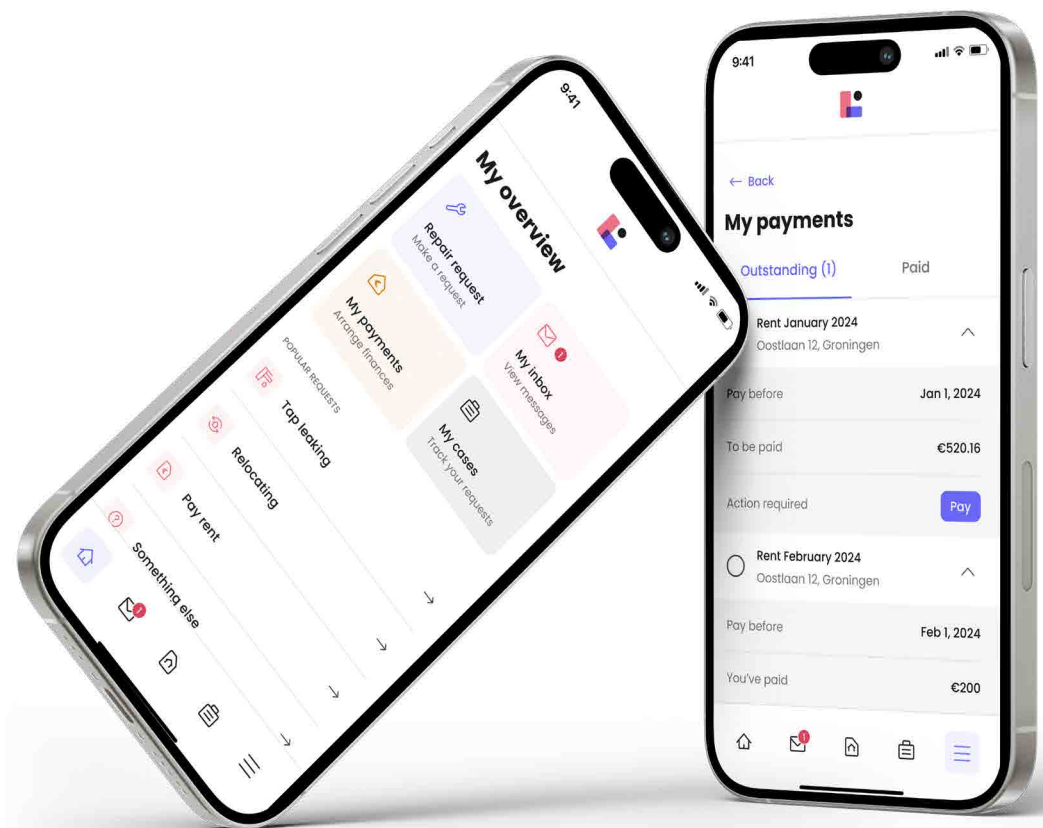 9:41
My overview
Repair request
Make a request
My inbox
1
View messages
My payments
Arrange finances
My cases
Track your requests
POPULAR REQUESTS
Tap leaking
Relocating
Pay rent
Something else
1
9:41
← Back
My payments
Outstanding (1)
Paid
Rent January 2024
Oostlaan 12, Groningen
Pay before
Jan 1, 2024
To be paid
€520.16
Action required
Pay
Rent February 2024
Oostlaan 12, Groningen
Pay before
Feb 1, 2024
You've paid
€200
1